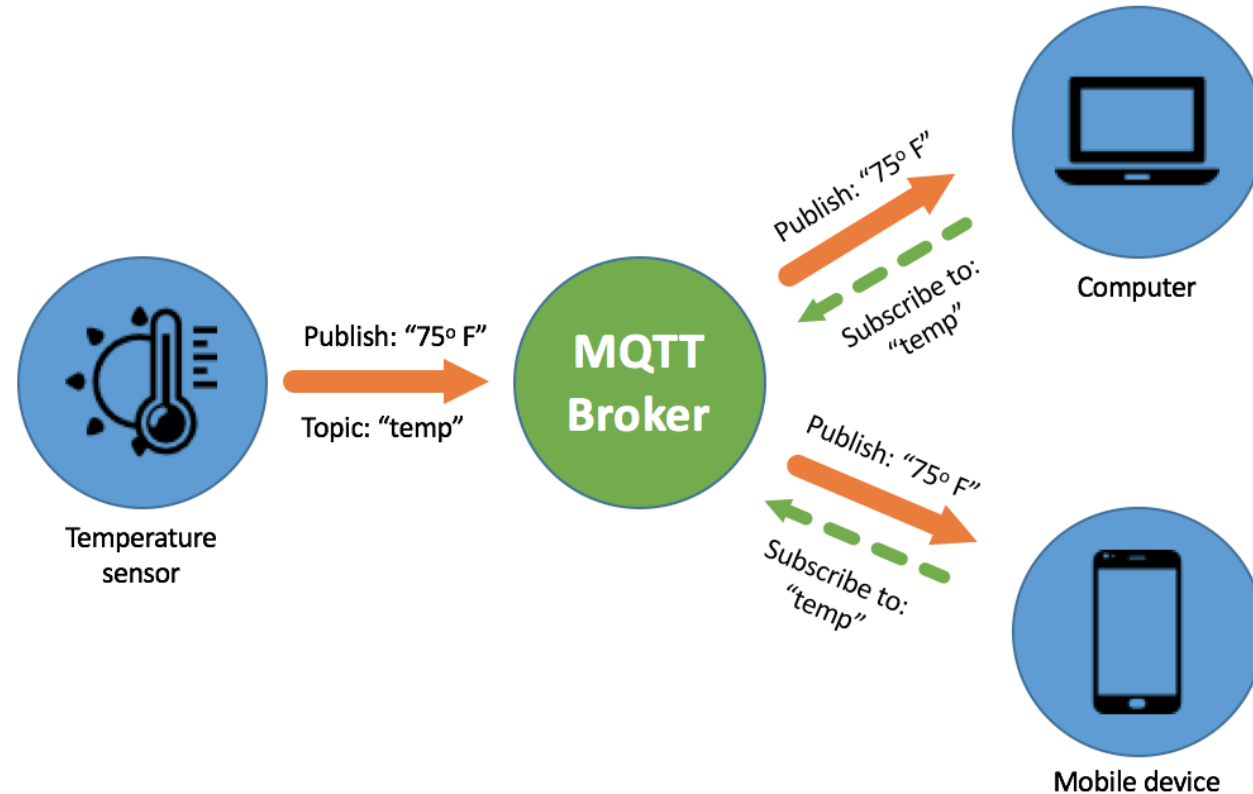 Temperature
sensor
Publish: “75º F”
Topic: “temp”
MQTT
Broker
Publish: “75º F”
Subscribe to:
“temp”
Computer
Publish: “75º F”
Subscribe to:
“temp”
Mobile device